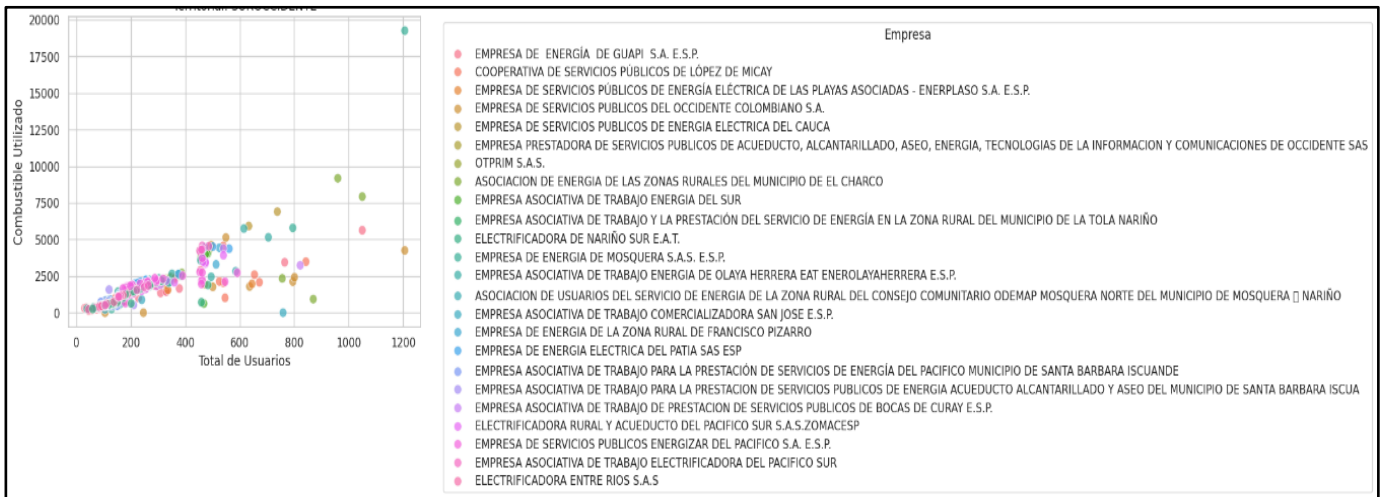 Territorial: SUROCCIDENTE
20000
17500
15000
12500
10000
7500
5000
2500
0
Combustible Utilizado
0 200 400 600 800 1000 1200
Total de Usuarios
Empresa
EMPRESA DE ENERGÍA DE GUAPI S.A. E.S.P.
COOPERATIVA DE SERVICIOS PÚBLICOS DE LÓPEZ DE MICAY
EMPRESA DE SERVICIOS PÚBLICOS DE ENERGÍA ELÉCTRICA DE LAS PLAYAS ASOCIADAS - ENERPLASO S.A. E.S.P.
EMPRESA DE SERVICIOS PUBLICOS DEL OCCIDENTE COLOMBIANO S.A.
EMPRESA DE SERVICIOS PUBLICOS DE ENERGIA ELECTRICA DEL CAUCA
EMPRESA PRESTADORA DE SERVICIOS PUBLICOS DE ACUEDUCTO, ALCANTARILLADO, ASEO, ENERGIA, TECNOLOGIAS DE LA INFORMACION Y COMUNICACIONES DE OCCIDENTE SAS
OTPRIM S.A.S.
ASOCIACION DE ENERGIA DE LAS ZONAS RURALES DEL MUNICIPIO DE EL CHARCO
EMPRESA ASOCIATIVA DE TRABAJO ENERGIA DEL SUR
EMPRESA ASOCIATIVA DE TRABAJO Y LA PRESTACIÓN DEL SERVICIO DE ENERGÍA EN LA ZONA RURAL DEL MUNICIPIO DE LA TOLA NARIÑO
ELECTRIFICADORA DE NARIÑO SUR E.A.T.
EMPRESA DE ENERGIA DE MOSQUERA S.A.S. E.S.P.
EMPRESA ASOCIATIVA DE TRABAJO ENERGIA DE OLAYA HERRERA EAT ENEROLAYAHERRERA E.S.P.
ASOCIACION DE USUARIOS DEL SERVICIO DE ENERGIA DE LA ZONA RURAL DEL CONSEJO COMUNITARIO ODEMAP MOSQUERA NORTE DEL MUNICIPIO DE MOSQUERA ▯ NARIÑO
EMPRESA ASOCIATIVA DE TRABAJO COMERCIALIZADORA SAN JOSE E.S.P.
EMPRESA DE ENERGIA DE LA ZONA RURAL DE FRANCISCO PIZARRO
EMPRESA DE ENERGIA ELECTRICA DEL PATIA SAS ESP
EMPRESA ASOCIATIVA DE TRABAJO PARA LA PRESTACIÓN DE SERVICIOS DE ENERGÍA DEL PACIFICO MUNICIPIO DE SANTA BARBARA ISCUANDE
EMPRESA ASOCIATIVA DE TRABAJO PARA LA PRESTACION DE SERVICIOS PUBLICOS DE ENERGIA ACUEDUCTO ALCANTARILLADO Y ASEO DEL MUNICIPIO DE SANTA BARBARA ISCUA
EMPRESA ASOCIATIVA DE TRABAJO DE PRESTACION DE SERVICIOS PUBLICOS DE BOCAS DE CURAY E.S.P.
ELECTRIFICADORA RURAL Y ACUEDUCTO DEL PACIFICO SUR S.A.S.ZOMACESP
EMPRESA DE SERVICIOS PUBLICOS ENERGIZAR DEL PACIFICO S.A. E.S.P.
EMPRESA ASOCIATIVA DE TRABAJO ELECTRIFICADORA DEL PACIFICO SUR
ELECTRIFICADORA ENTRE RIOS S.A.S